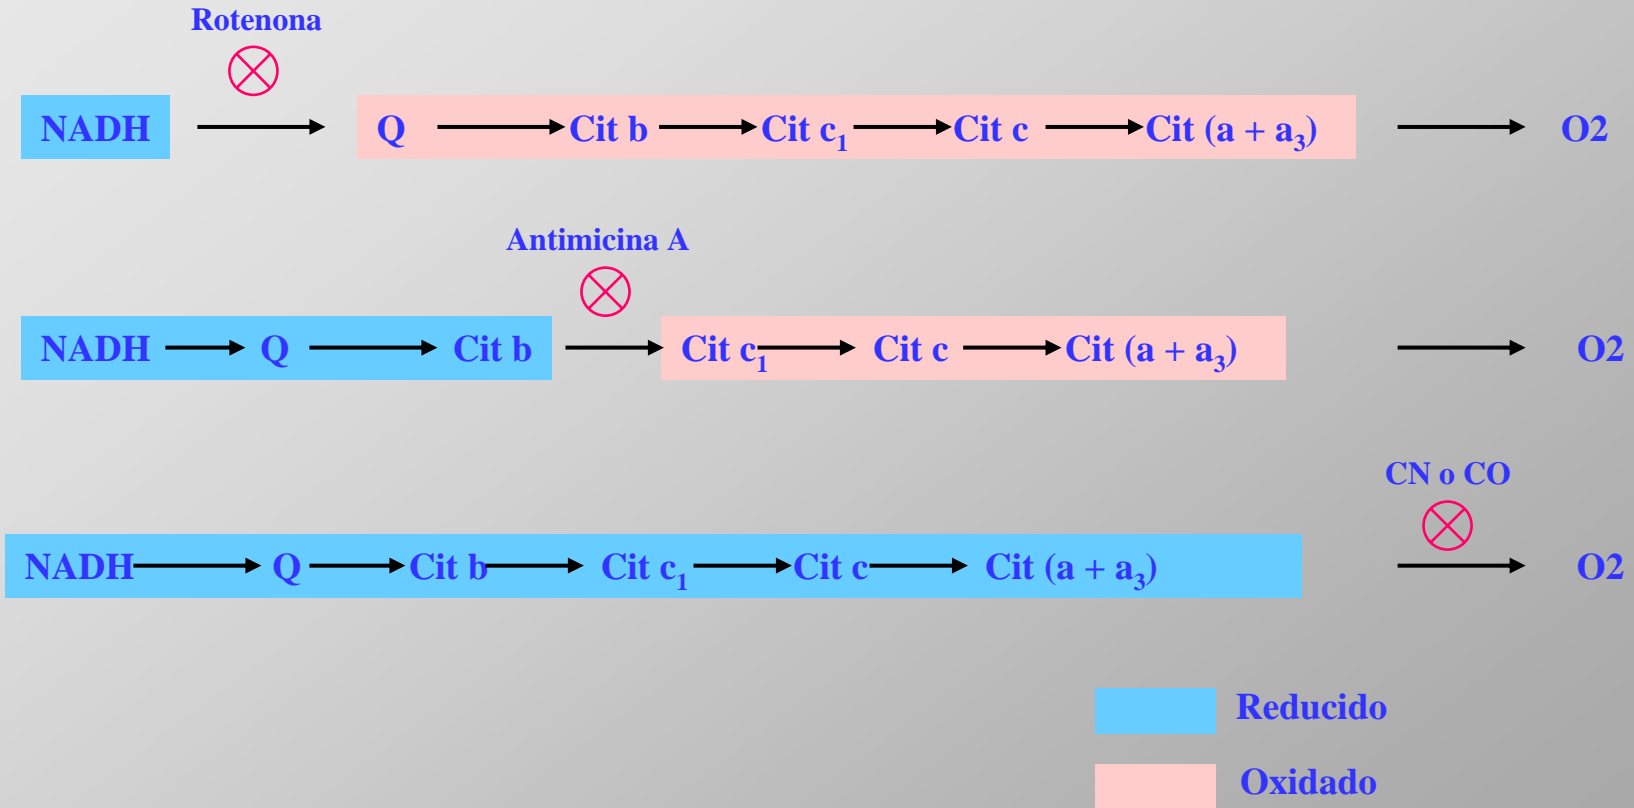 Rotenona
NADH Q Cit b Cit c1 Cit c Cit (a + a3) O2
Antimicina A
NADH Q Cit b Cit c1 Cit c Cit (a + a3) O2
CN o CO
NADH Q Cit b Cit c1 Cit c Cit (a + a3) O2
Reducido
Oxidado